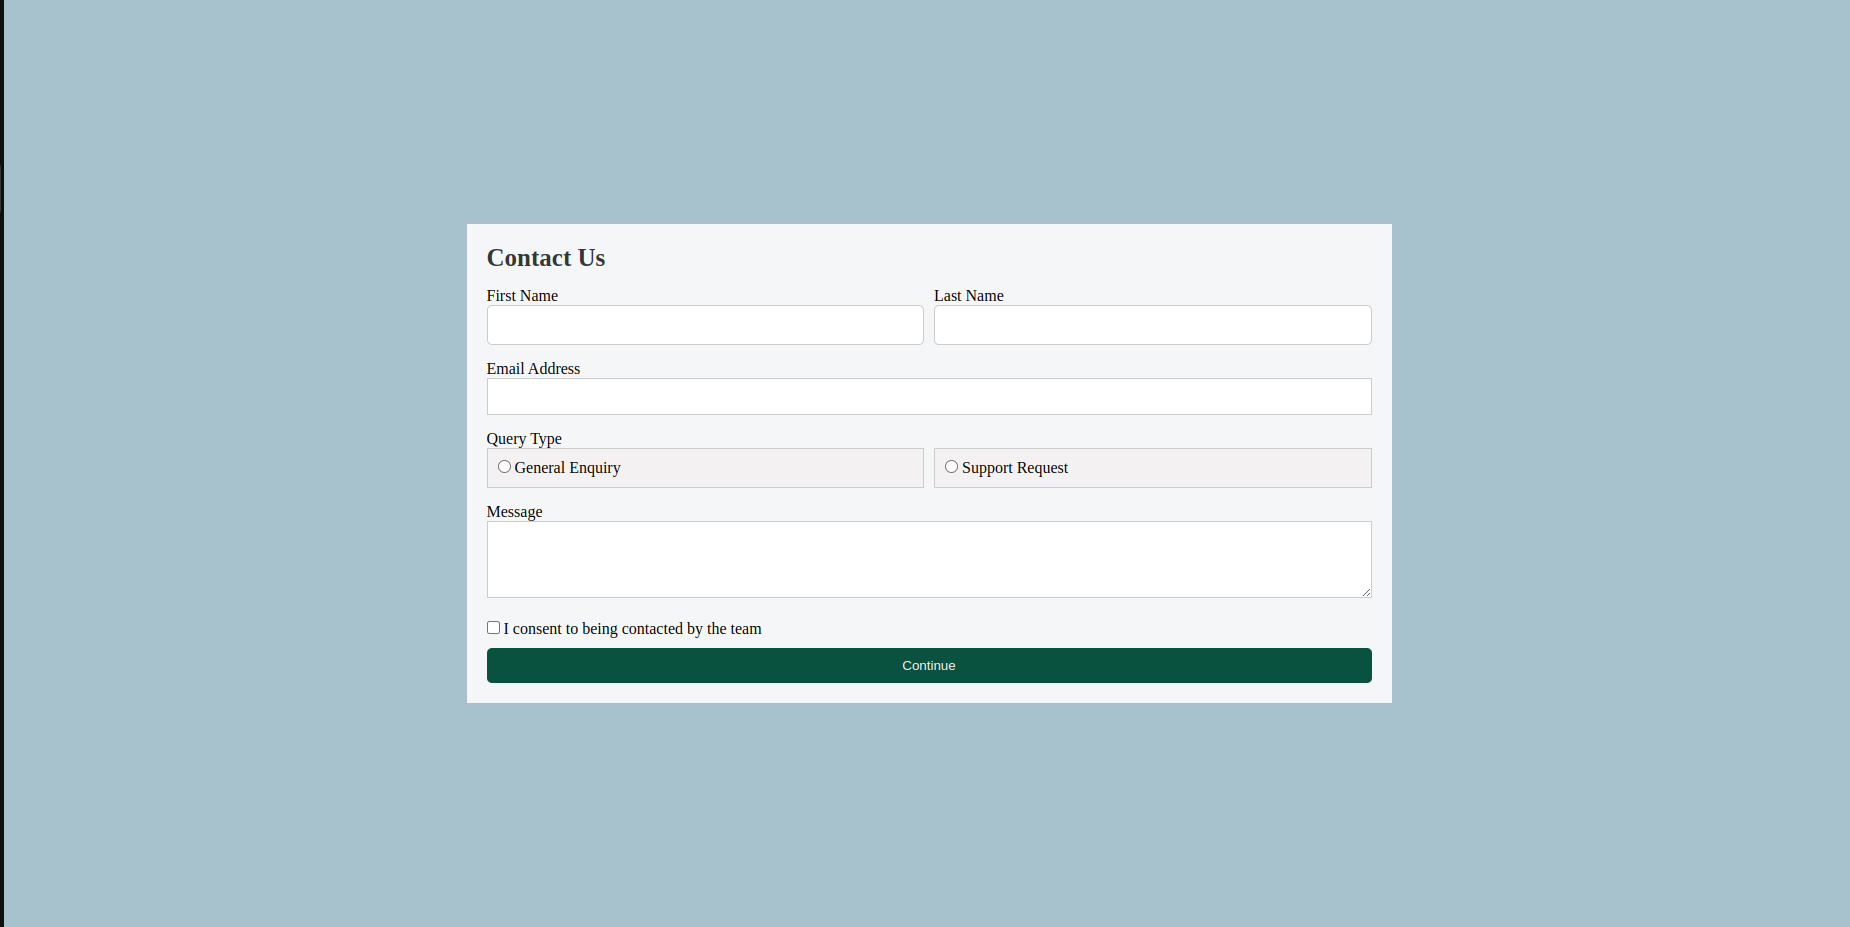 Contact Us
First Name
Last Name
Email Address
Query Type
General Enquiry
Support Request
Message
I consent to being contacted by the team
Continue